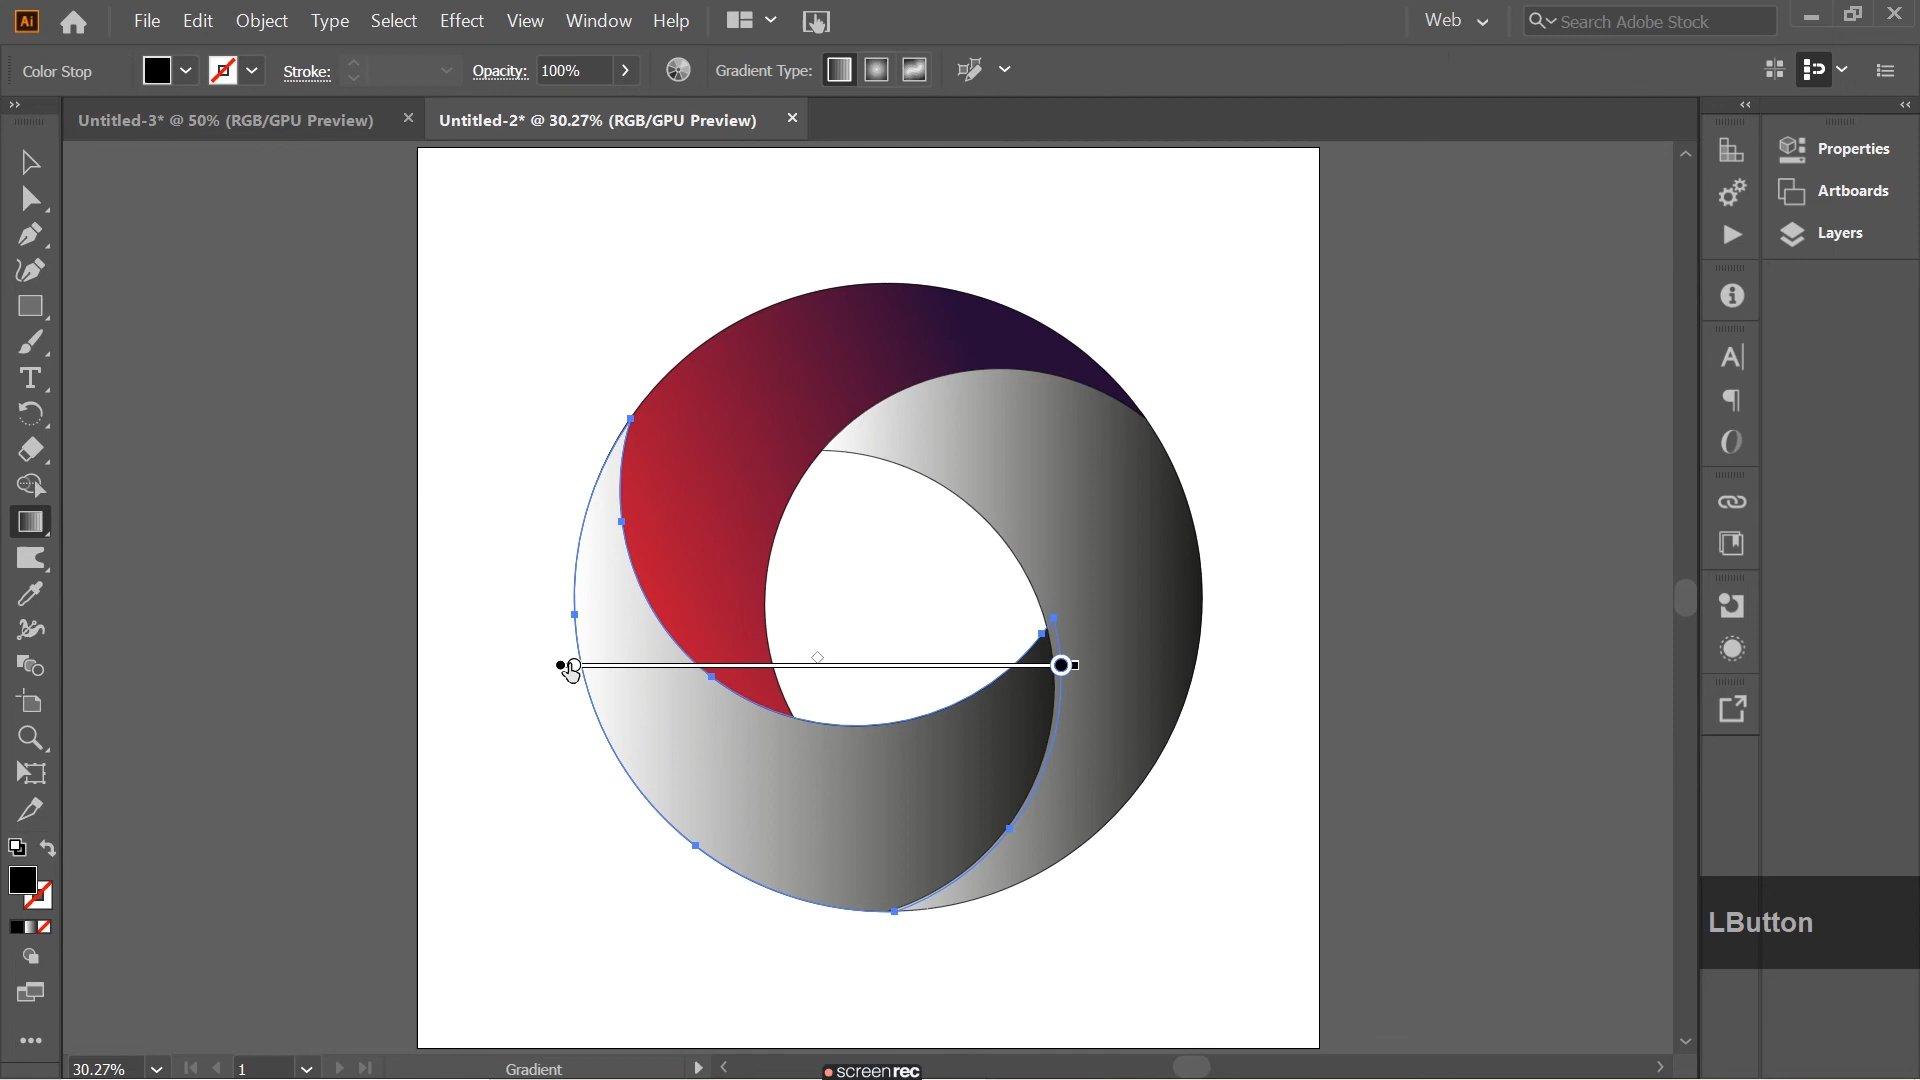 Ai File Edit Object Type Select Effect View Window Help Web Search Adobe Stock
Color Stop Stroke: Opacity: 100% Gradient Type:
Untitled-3* @ 50% (RGB/GPU Preview) Untitled-2* @ 30.27% (RGB/GPU Preview)
Properties
Artboards
Layers
LButton
30.27% 1 Gradient
screenrec